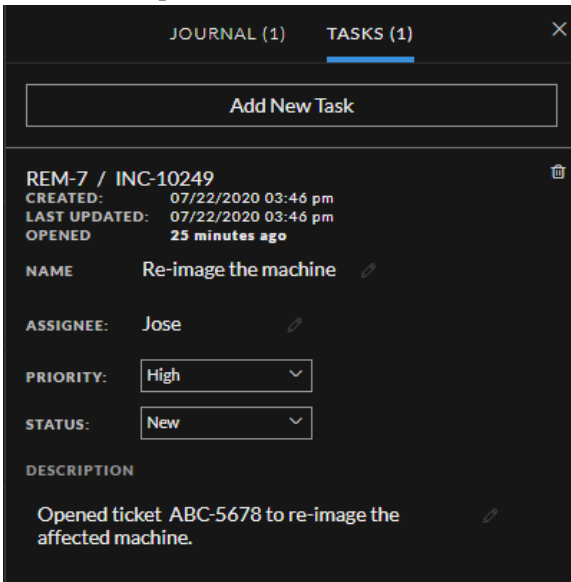 JOURNAL (1) TASKS (1)
Add New Task
REM-7 / INC-10249
CREATED: 07/22/2020 03:46 pm
LAST UPDATED: 07/22/2020 03:46 pm
OPENED 25 minutes ago
NAME Re-image the machine
ASSIGNEE: Jose
PRIORITY: High
STATUS: New
DESCRIPTION
Opened ticket ABC-5678 to re-image the
affected machine.